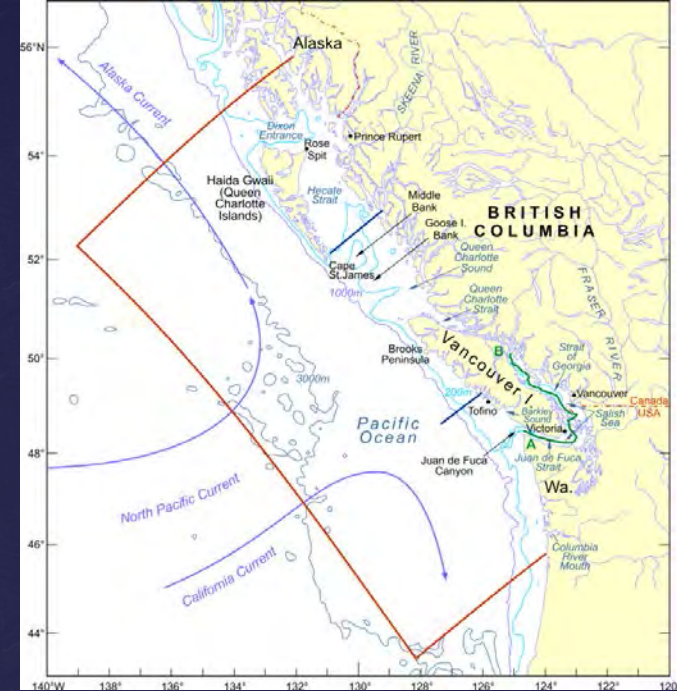 56°N
54°
52°
50°
48°
46°
44°
140°W
138°
136°
134°
132°
130°
128°
126°
124°
122°
120
Alaska
Alaska Current
SKEENA RIVER
Dixon
Entrance
Rose
Spit
Prince Rupert
Haida Gwaii
(Queen
Charlotte
Islands)
Hecate
Strait
Middle
Bank
Goose I.
Bank
BRITISH
COLUMBIA
Queen
Charlotte
Sound
Cape
St.James
1000m
Queen
Charlotte
Strait
FRASER RIVER
Brooks
Peninsula
Vancouver I.
B
Strait
of
Georgia
3000m
200m
Vancouver
Canada
USA
Tofino
Barkley
Sound
Salish
Sea
Victoria
Pacific
Ocean
A
Juan de Fuca
Canyon
Juan de Fuca
Strait
Wa.
North Pacific Current
California Current
Columbia
River
Mouth